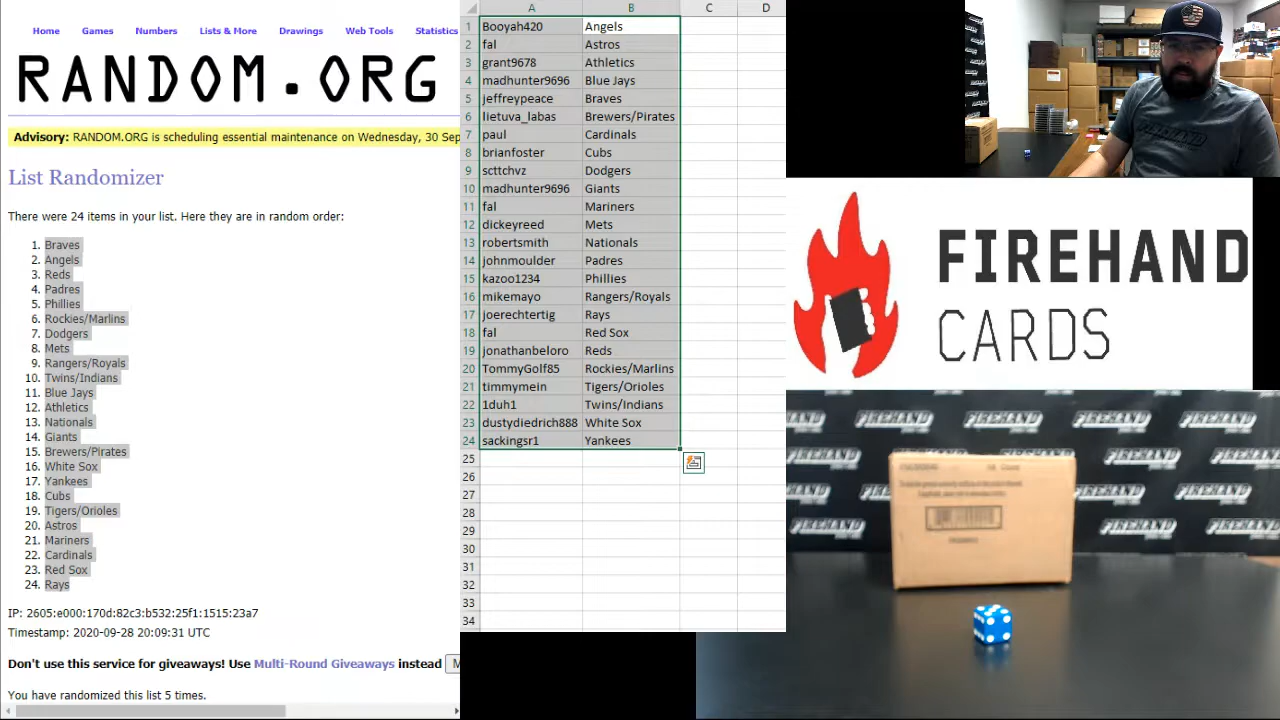 Home Games Numbers Lists & More Drawings Web Tools Statistics
RANDOM.ORG
Advisory: RANDOM.ORG is scheduling essential maintenance on Wednesday, 30 Sep
List Randomizer
There were 24 items in your list. Here they are in random order:
1. Braves
2. Angels
3. Reds
4. Padres
5. Phillies
6. Rockies/Marlins
7. Dodgers
8. Mets
9. Rangers/Royals
10. Twins/Indians
11. Blue Jays
12. Athletics
13. Nationals
14. Giants
15. Brewers/Pirates
16. White Sox
17. Yankees
18. Cubs
19. Tigers/Orioles
20. Astros
21. Mariners
22. Cardinals
23. Red Sox
24. Rays
IP: 2605:e000:170d:82c3:b532:25f1:1515:23a7
Timestamp: 2020-09-28 20:09:31 UTC
Don't use this service for giveaways! Use Multi-Round Giveaways instead M
You have randomized this list 5 times.
A B C D
1 Booyah420 Angels
2 fal Astros
3 grant9678 Athletics
4 madhunter9696 Blue Jays
5 jeffreypeace Braves
6 lietuva_labas Brewers/Pirates
7 paul Cardinals
8 brianfoster Cubs
9 scttchvz Dodgers
10 madhunter9696 Giants
11 fal Mariners
12 dickeyreed Mets
13 robertsmith Nationals
14 johnmoulder Padres
15 kazoo1234 Phillies
16 mikemayo Rangers/Royals
17 joerechtertig Rays
18 fal Red Sox
19 jonathanbeloro Reds
20 TommyGolf85 Rockies/Marlins
21 timmymein Tigers/Orioles
22 1duh1 Twins/Indians
23 dustydiedrich888 White Sox
24 sackingsr1 Yankees
25
26
27
28
29
30
31
32
33
34
FIREHAND
CARDS
FIREHAND FIREHAND FIREHAND FIREHAND
FIREHAND FIREHAND
FIREHAND FIREHAND
FIREHAND FIREHAND